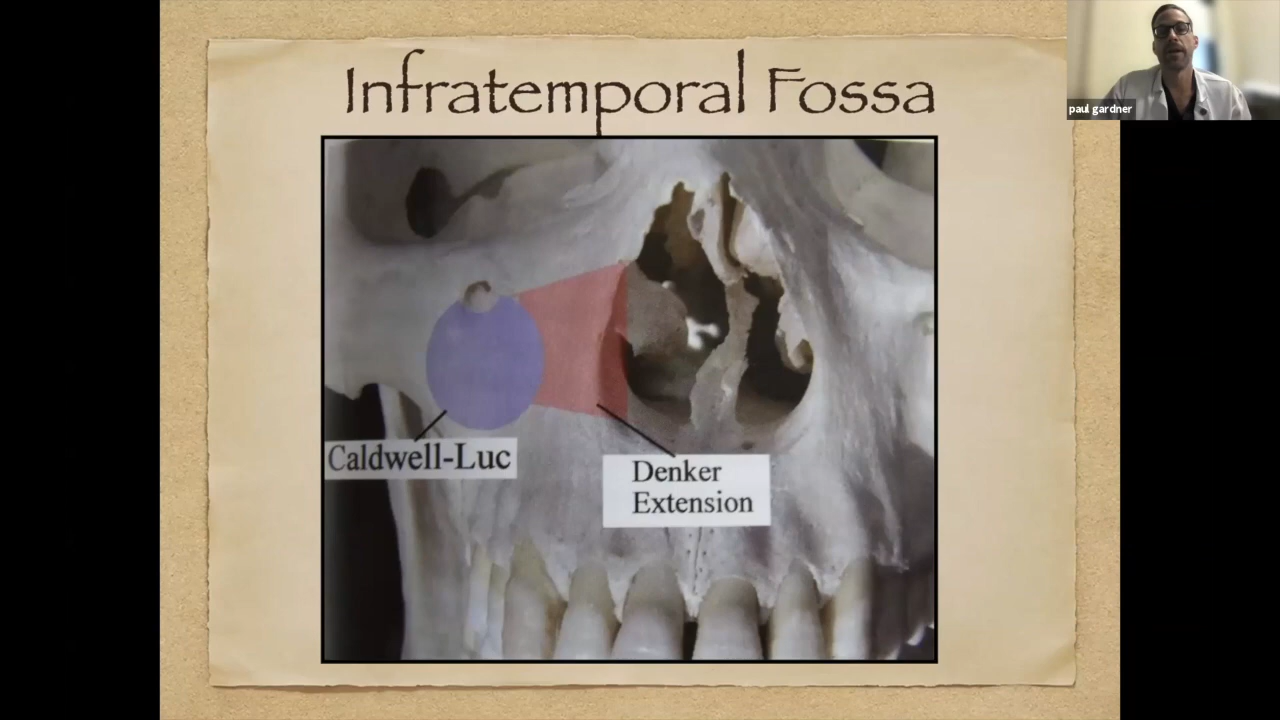 Infratemporal Fossa
paul gardner
Caldwell-Luc
Denker
Extension